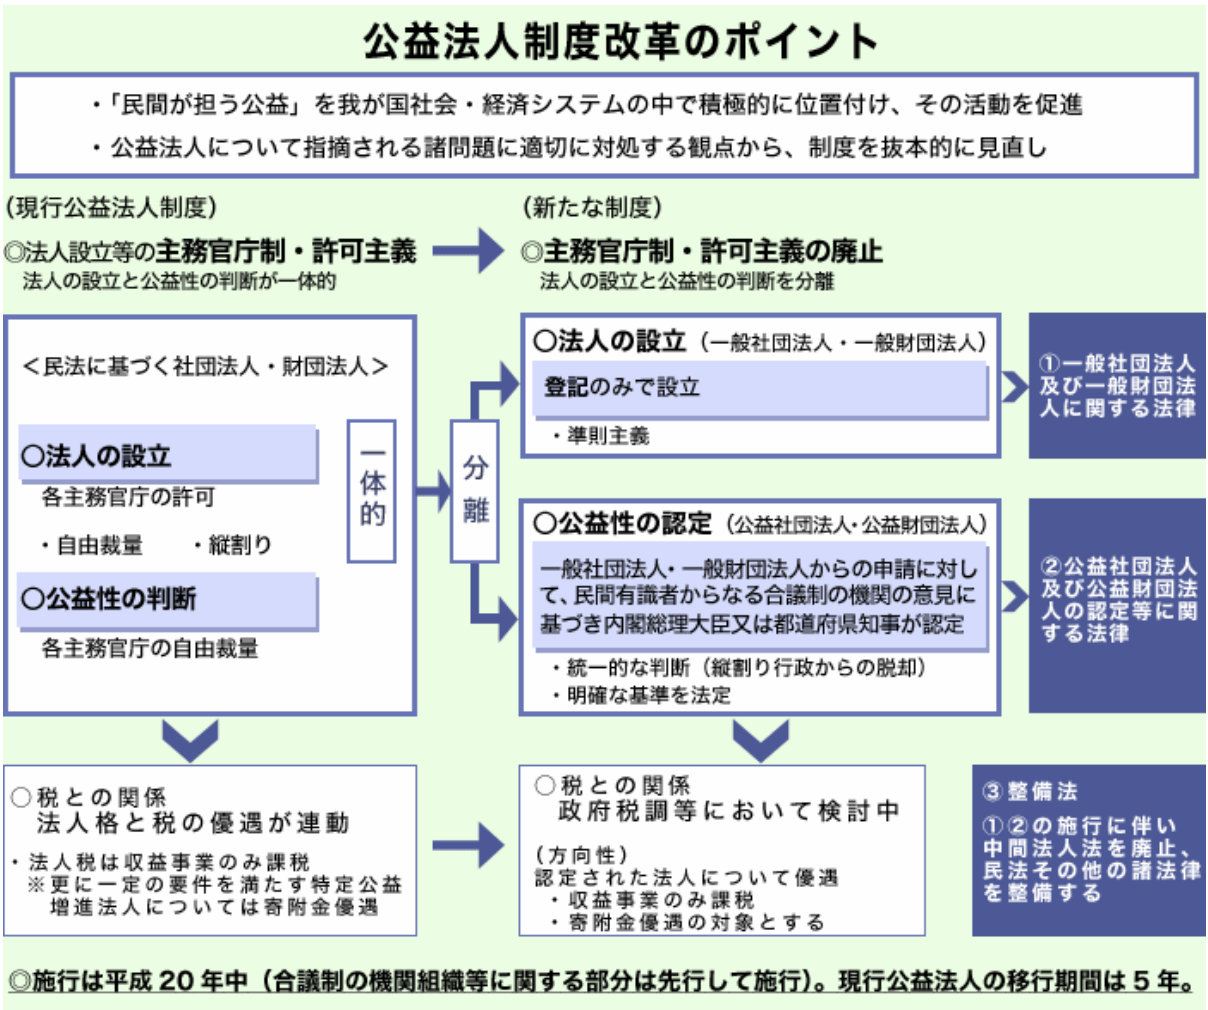 公益法人制度改革のポイント
・「民間が担う公益」を我が国社会・経済システムの中で積極的に位置付け、その活動を促進
・公益法人について指摘される諸問題に適切に対処する観点から、制度を抜本的に見直し
(現行公益法人制度)
◎法人設立等の主務官庁制・許可主義
法人の設立と公益性の判断が一体的
(新たな制度)
◎主務官庁制・許可主義の廃止
法人の設立と公益性の判断を分離
<民法に基づく社団法人・財団法人>
○法人の設立
各主務官庁の許可
・自由裁量 ・縦割り
○公益性の判断
各主務官庁の自由裁量
一体的
分離
○法人の設立(一般社団法人・一般財団法人)
登記のみで設立
・準則主義
①一般社団法人
及び一般財団法
人に関する法律
○公益性の認定(公益社団法人・公益財団法人)
一般社団法人・一般財団法人からの申請に対し
て、民間有識者からなる合議制の機関の意見に
基づき内閣総理大臣又は都道府県知事が認定
・統一的な判断(縦割り行政からの脱却)
・明確な基準を法定
②公益社団法人
及び公益財団法
人の認定等に関
する法律
○税との関係
法人格と税の優遇が連動
・法人税は収益事業のみ課税
※更に一定の要件を満たす特定公益
増進法人については寄附金優遇
○税との関係
政府税調等において検討中
(方向性)
認定された法人について優遇
・収益事業のみ課税
・寄附金優遇の対象とする
③整備法
①②の施行に伴い
中間法人法を廃止、
民法その他の諸法律
を整備する
◎施行は平成 20 年中(合議制の機関組織等に関する部分は先行して施行)。現行公益法人の移行期間は 5 年。